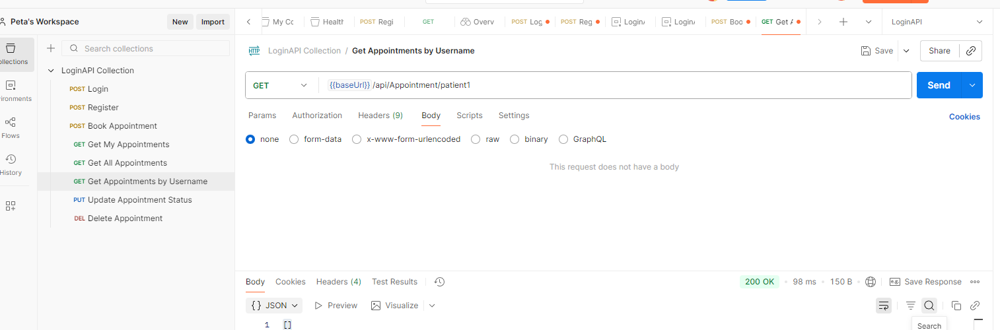 Peta's Workspace New Import My Cc Health POST Regi GET Overv POST Log POST Reg LoginA LoginA POST Boo GET Get A LoginAPI
Search collections
LoginAPI Collection / Get Appointments by Username Save Share
ollections
LoginAPI Collection
GET {{baseUrl}}/api/Appointment/patient1 Send
POST Login
ironments
POST Register
Params Authorization Headers (9) Body Scripts Settings Cookies
POST Book Appointment
Flows
none form-data x-www-form-urlencoded raw binary GraphQL
GET Get My Appointments
GET Get All Appointments
This request does not have a body
History
GET Get Appointments by Username
PUT Update Appointment Status
DEL Delete Appointment
Body Cookies Headers (4) Test Results 200 OK 98 ms 150 B e.g. Save Response
{} JSON Preview Visualize
1 []
Search